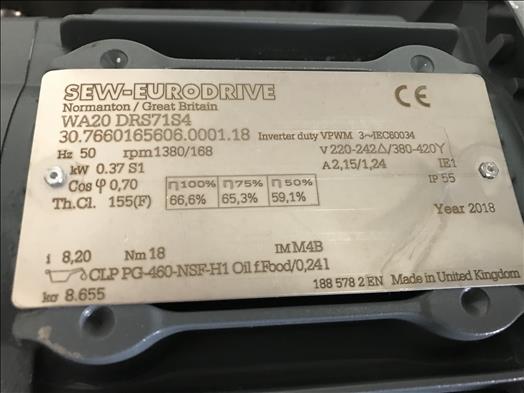 SEW-EURODRIVE
CE
Normanton / Great Britain
WA20 DRS71S4
30.7660165606.0001.18 Inverter duty VPWM 3~IEC60034
Hz 50 rpm 1380/168 V 220-242△/380-420Y
kW 0.37 S1 A 2,15/1,24 IE1
Cos φ 0,70 η100% η75% η50% IP 55
Th.Cl. 155(F) 66,6% 65,3% 59,1%
Year 2018
i 8,20 Nm 18 IM M4B
CLP PG-460-NSF-H1 Oil f.Food/0,24l
188 578 2 EN Made in United Kingdom
kg 8.655